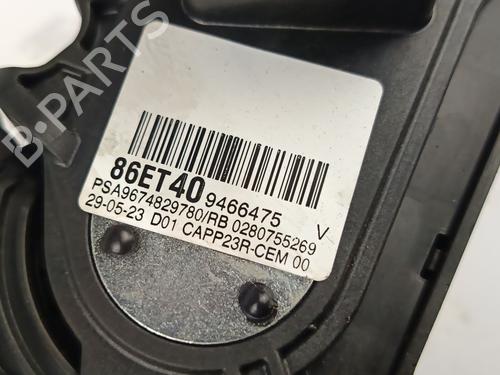 B-PARTS
86ET40 9466475 V
PSA9674829780/RB 0280755269
29-05-23 D01 CAPP23R-CEM 00